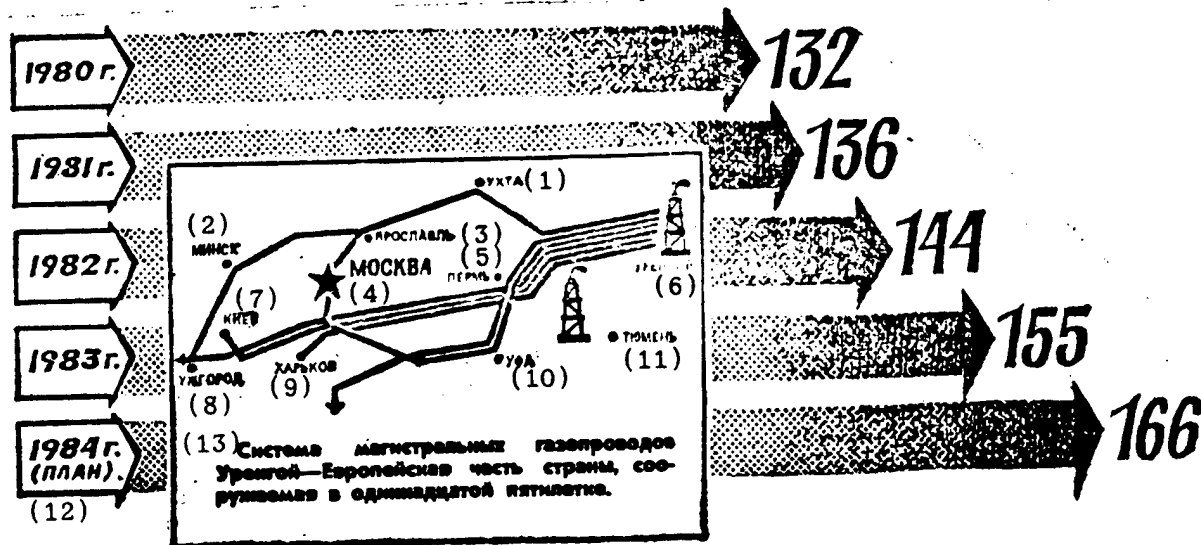 1980 г.
132
1981 г.
136
1982 г.
144
1983 г.
155
1984 г.
(ПЛАН).
166
(12)
УХТА (1)
(2)
МИНСК
ЯРОСЛАВЛЬ (3)
МОСКВА
(4)
(5)
ПЕРМЬ
(6)
(7)
КИЕВ
УЖГОРОД
(8)
ХАРЬКОВ
(9)
УФА
(10)
ТЮМЕНЬ
(11)
(13) Система магистральных газопроводов
Уренгой—Европейская часть страны, соо-
ружаемая в одиннадцатой пятилетке.